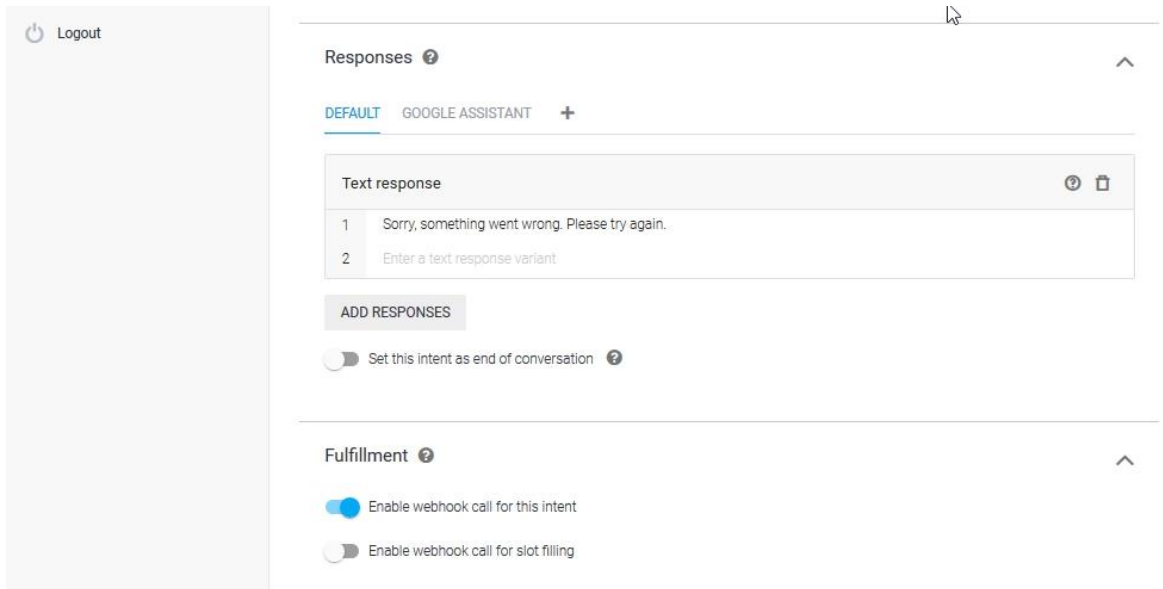 Logout
Responses
DEFAULT GOOGLE ASSISTANT +
Text response
1 Sorry, something went wrong. Please try again.
2 Enter a text response variant
ADD RESPONSES
Set this intent as end of conversation
Fulfillment
Enable webhook call for this intent
Enable webhook call for slot filling